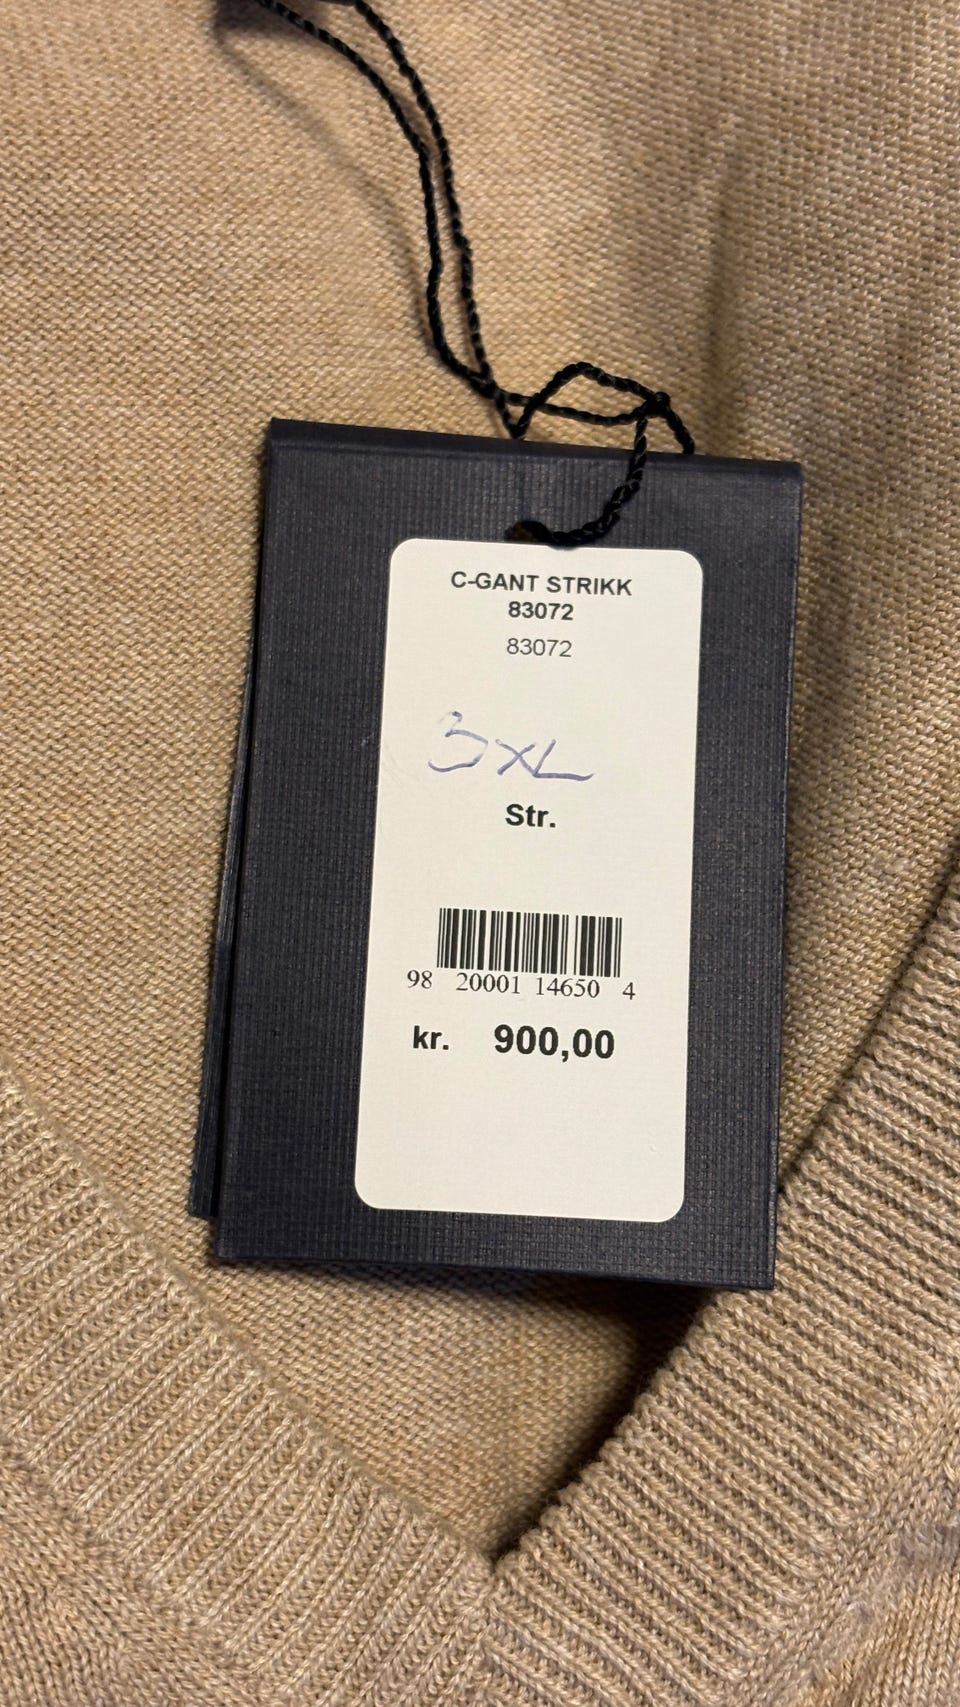 C-GANT STRIKK
83072
83072
3XL
Str.
98 20001 14650 4
kr. 900,00